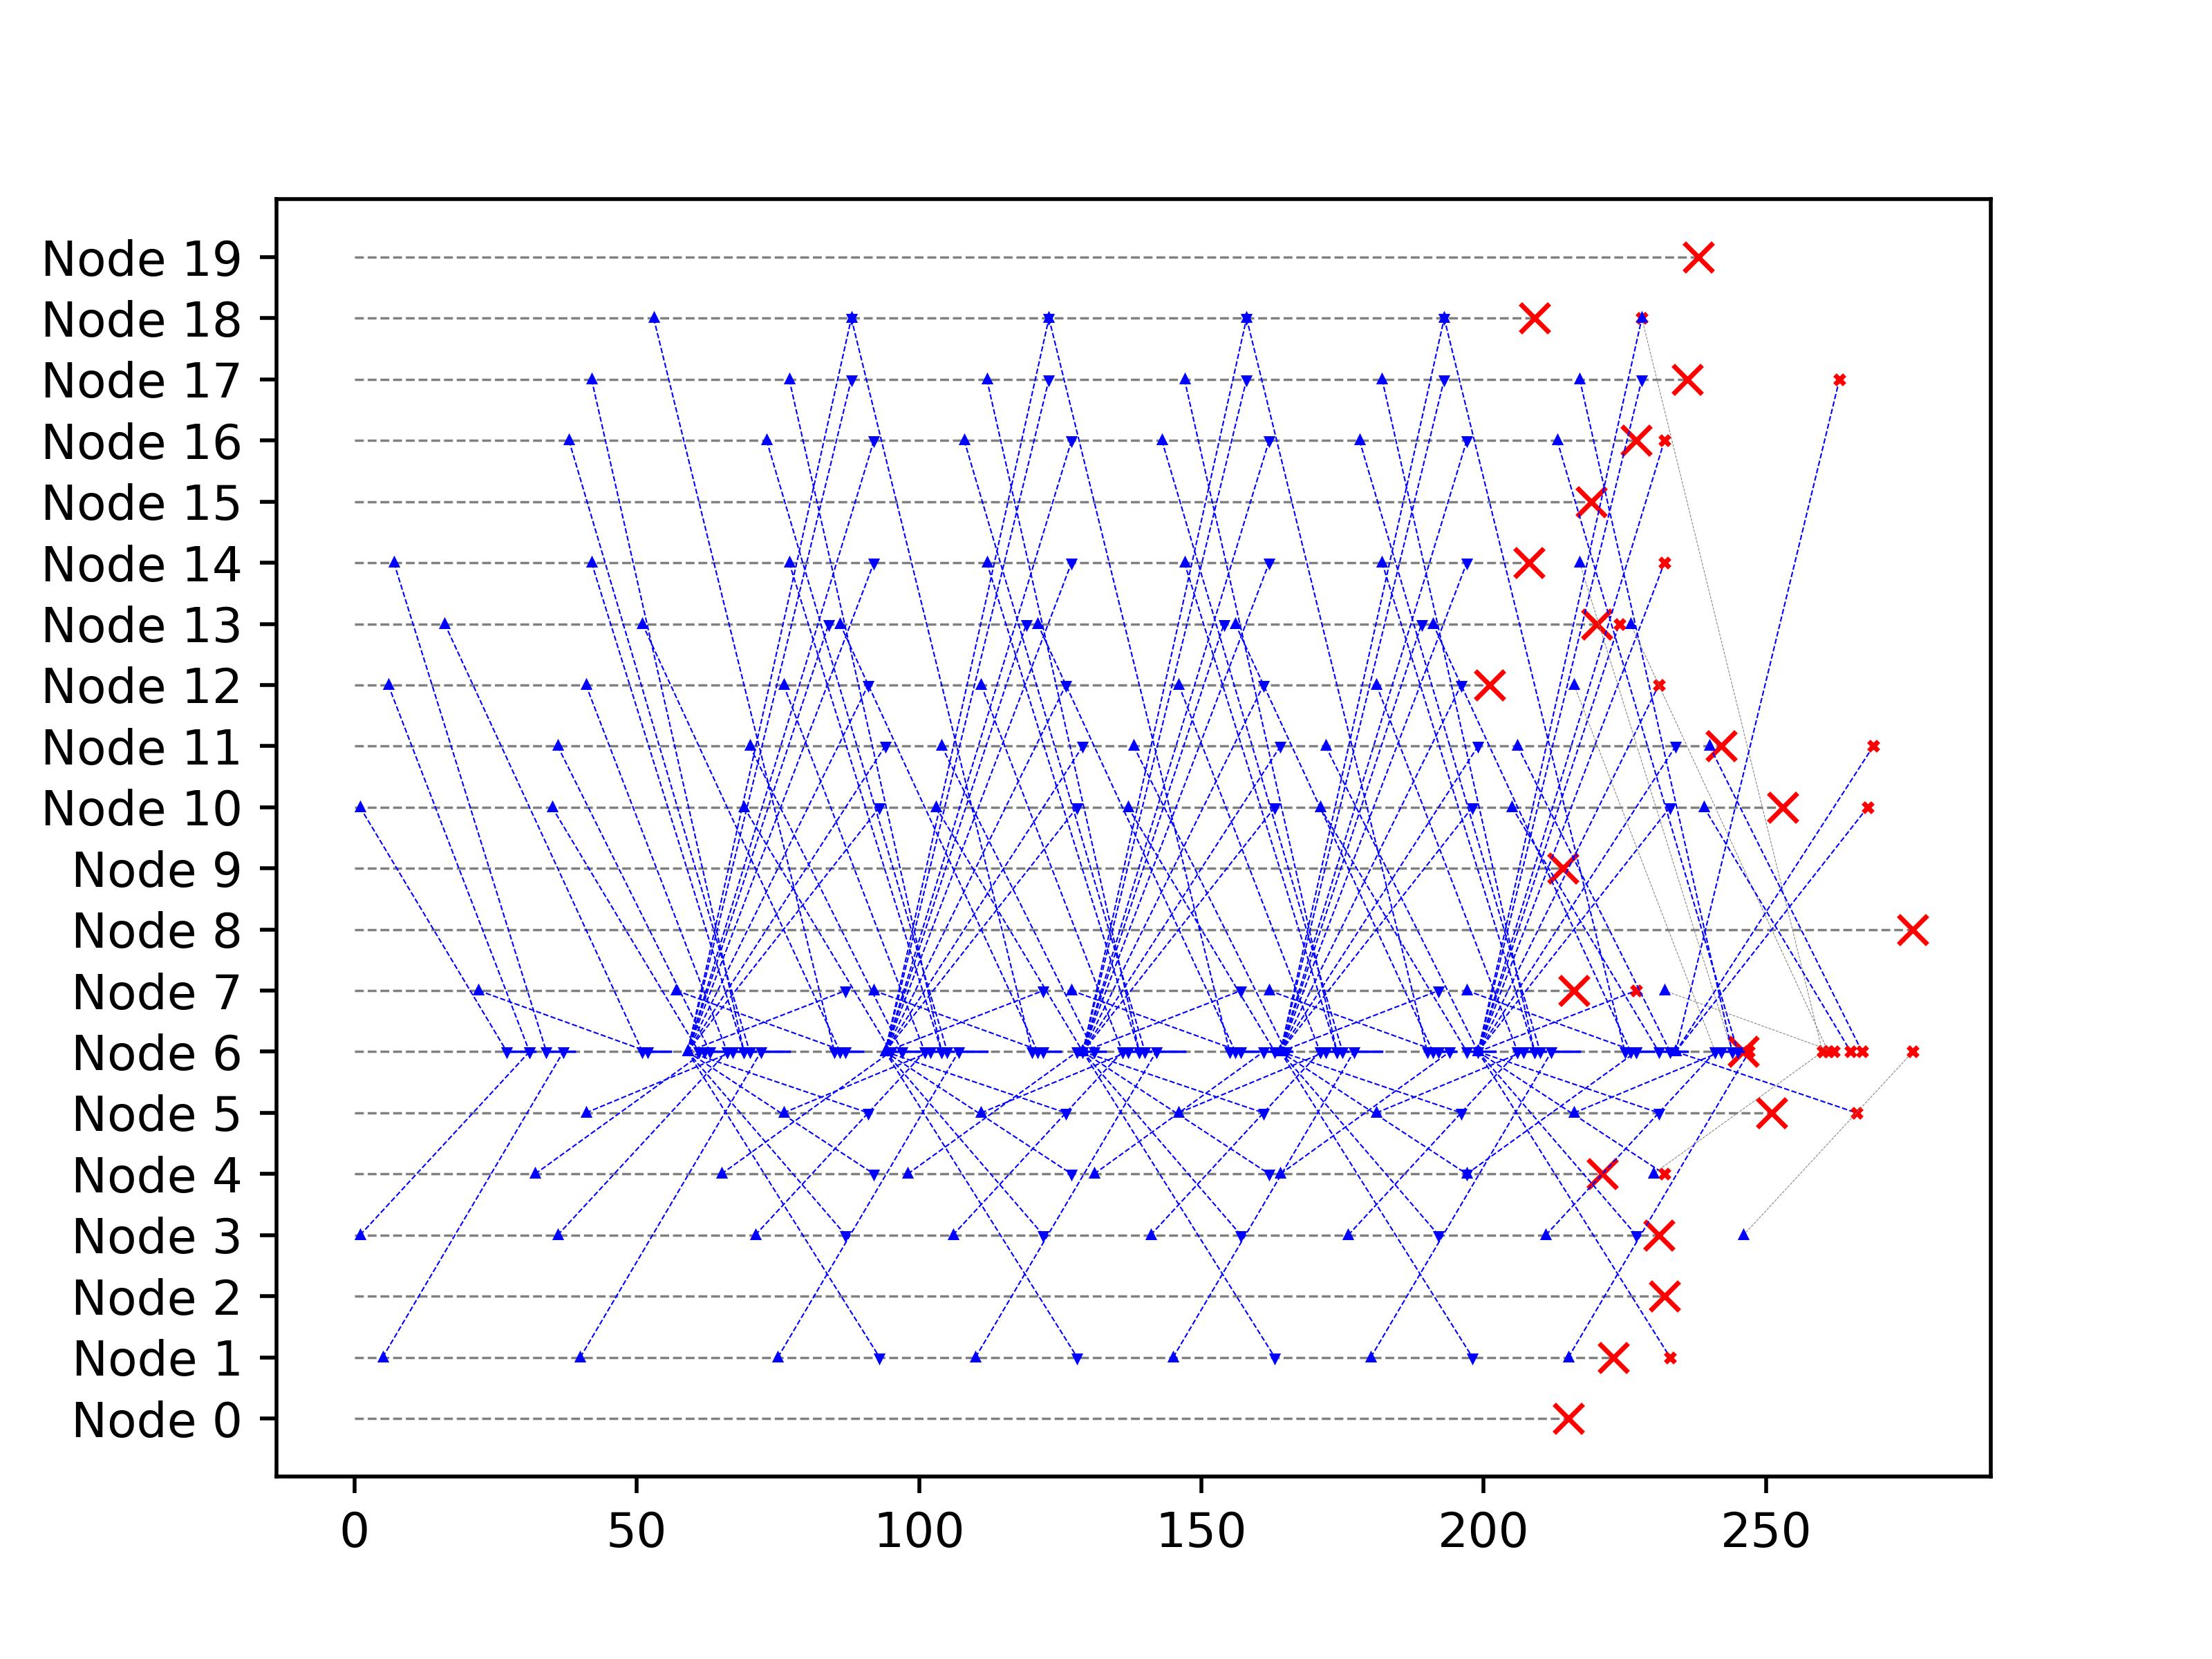 Node 19
Node 18
Node 17
Node 16
Node 15
Node 14
Node 13
Node 12
Node 11
Node 10
Node 9
Node 8
Node 7
Node 6
Node 5
Node 4
Node 3
Node 2
Node 1
Node 0
0 50 100 150 200 250